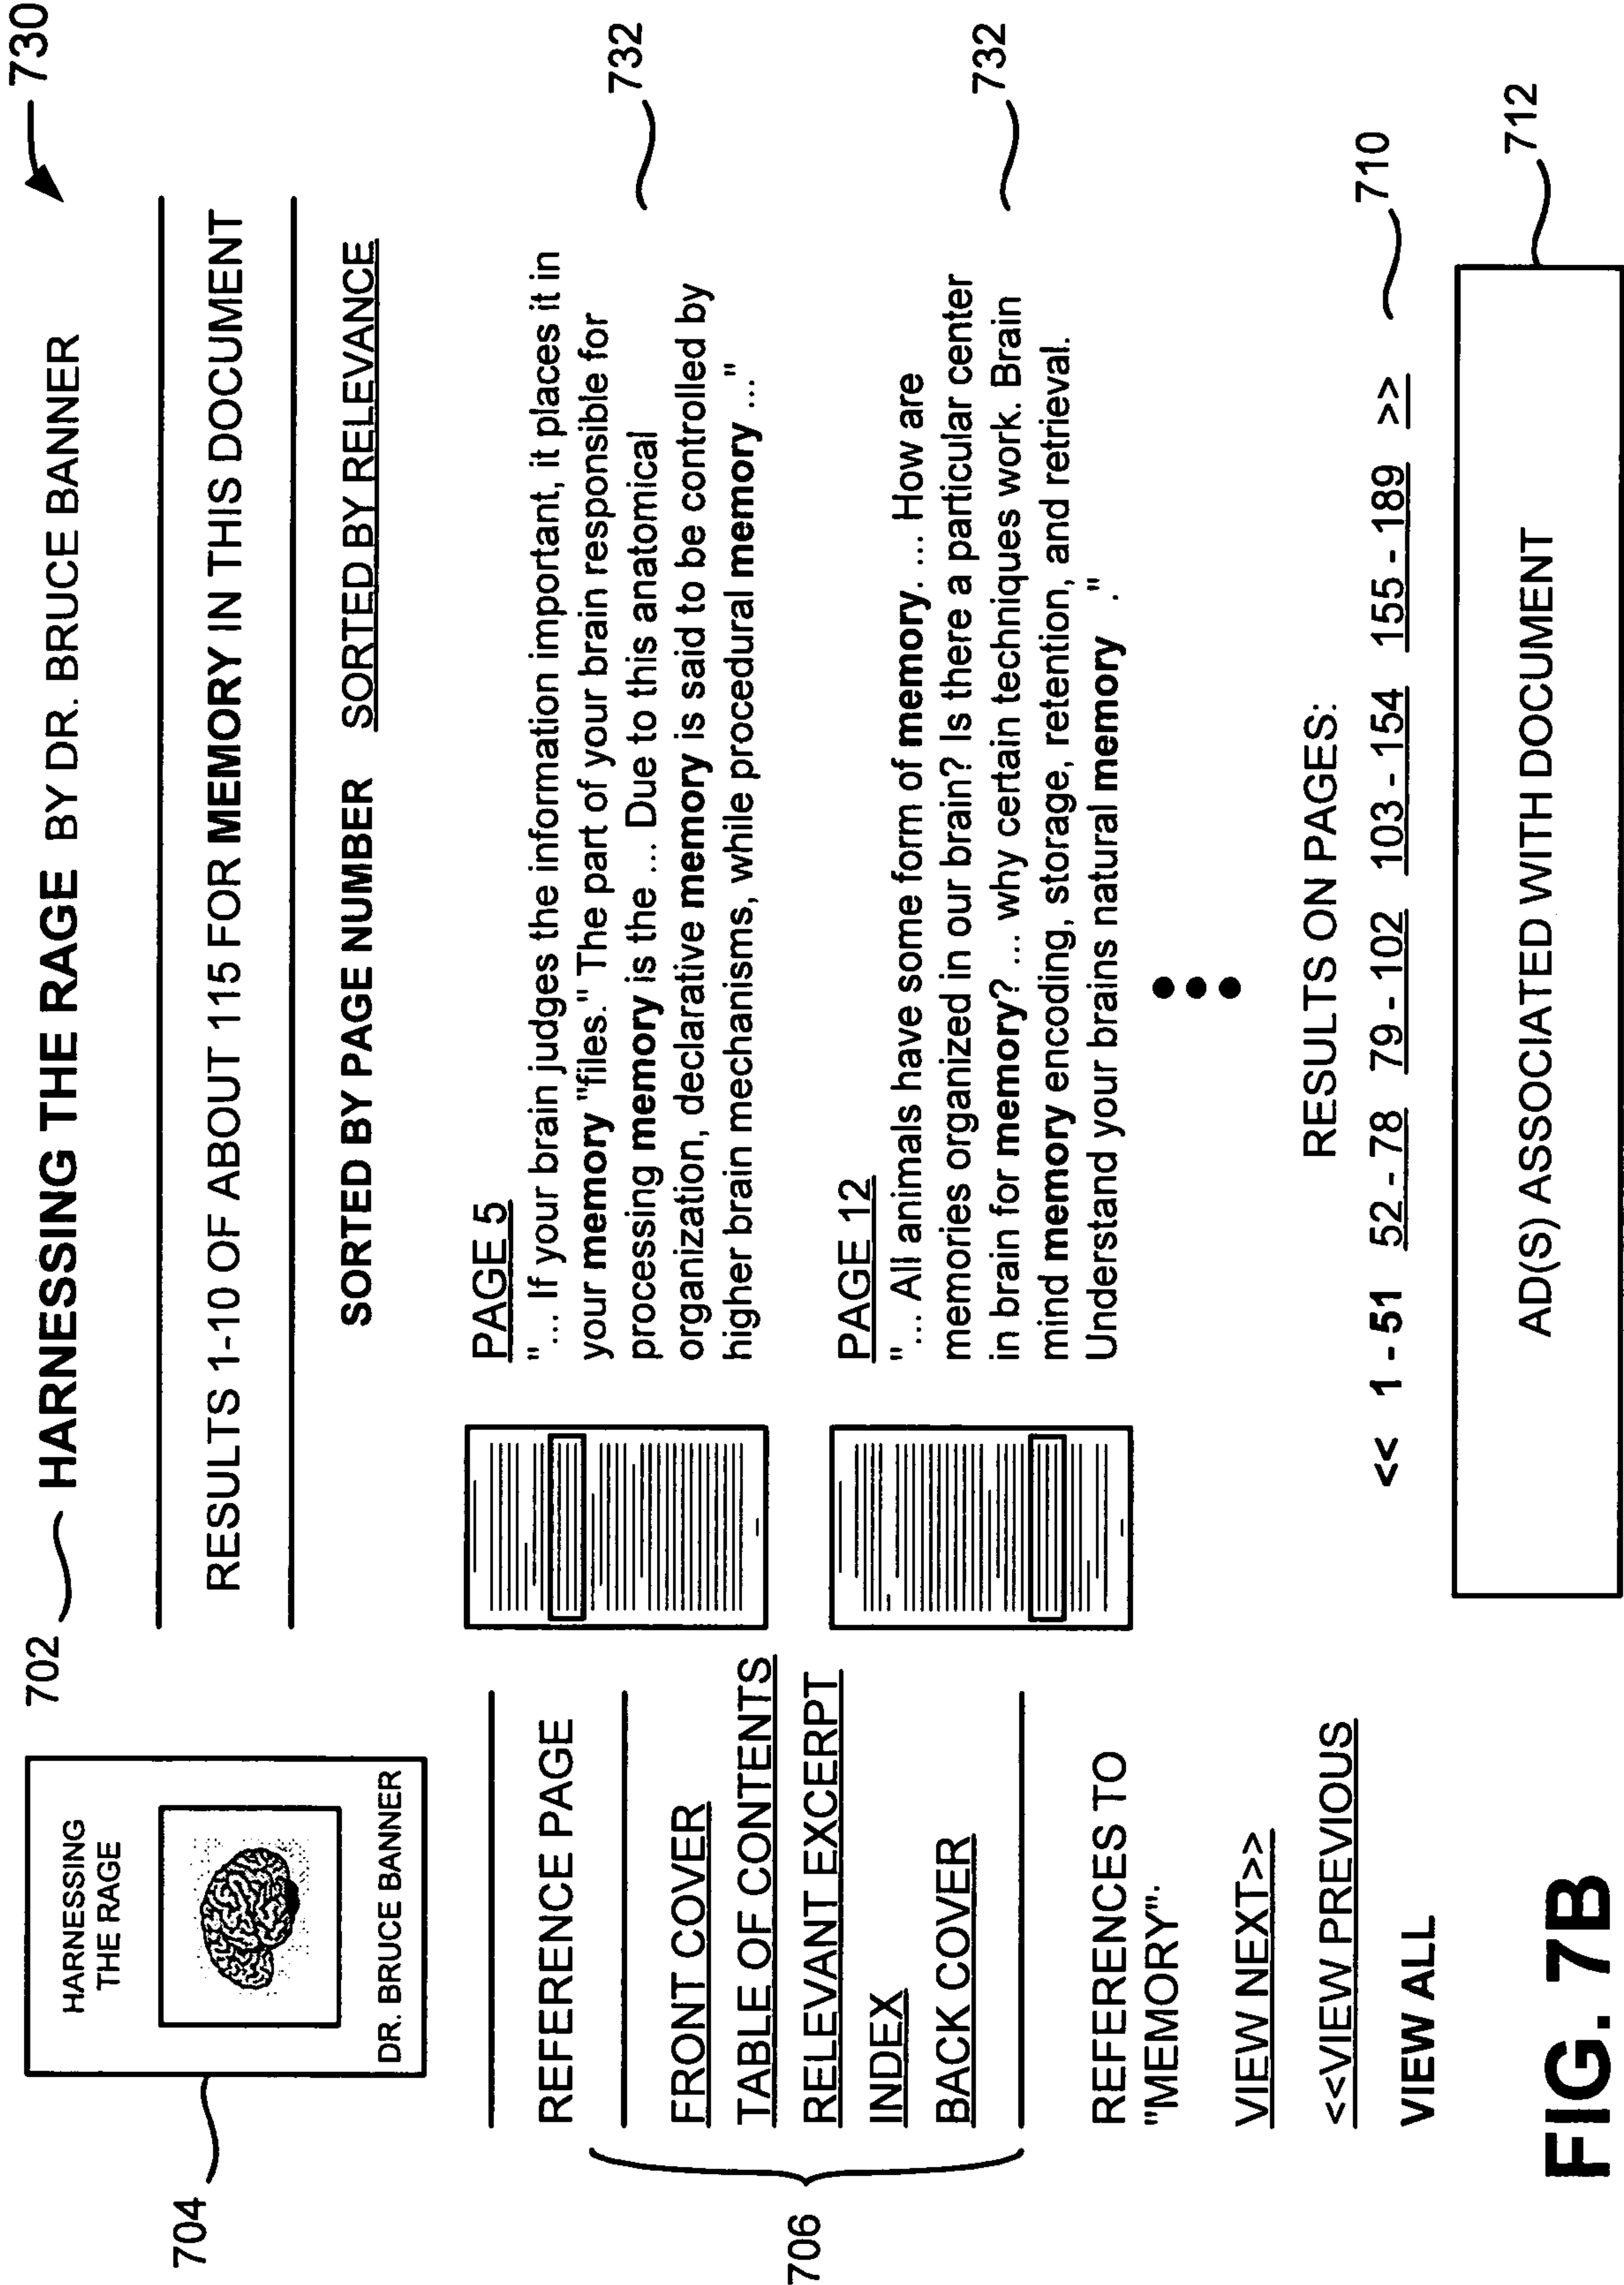 730
702
HARNESSING THE RAGE BY DR. BRUCE BANNER
704
HARNESSING
THE RAGE
DR. BRUCE BANNER
RESULTS 1-10 OF ABOUT 115 FOR MEMORY IN THIS DOCUMENT
SORTED BY PAGE NUMBER SORTED BY RELEVANCE
706
REFERENCE PAGE
FRONT COVER
TABLE OF CONTENTS
RELEVANT EXCERPT
INDEX
BACK COVER
REFERENCES TO
"MEMORY".
VIEW NEXT>>
<<VIEW PREVIOUS
VIEW ALL
PAGE 5
"... If your brain judges the information important, it places it in
your memory "files." The part of your brain responsible for
processing memory is the ... Due to this anatomical
organization, declarative memory is said to be controlled by
higher brain mechanisms, while procedural memory ..."
732
PAGE 12
"... All animals have some form of memory. ... How are
memories organized in our brain? Is there a particular center
in brain for memory? ... why certain techniques work. Brain
mind memory encoding, storage, retention, and retrieval.
Understand your brains natural memory ."
732
RESULTS ON PAGES:
<< 1 - 51 52 - 78 79 - 102 103 - 154 155 - 189 >>
710
AD(S) ASSOCIATED WITH DOCUMENT
712
FIG. 7B